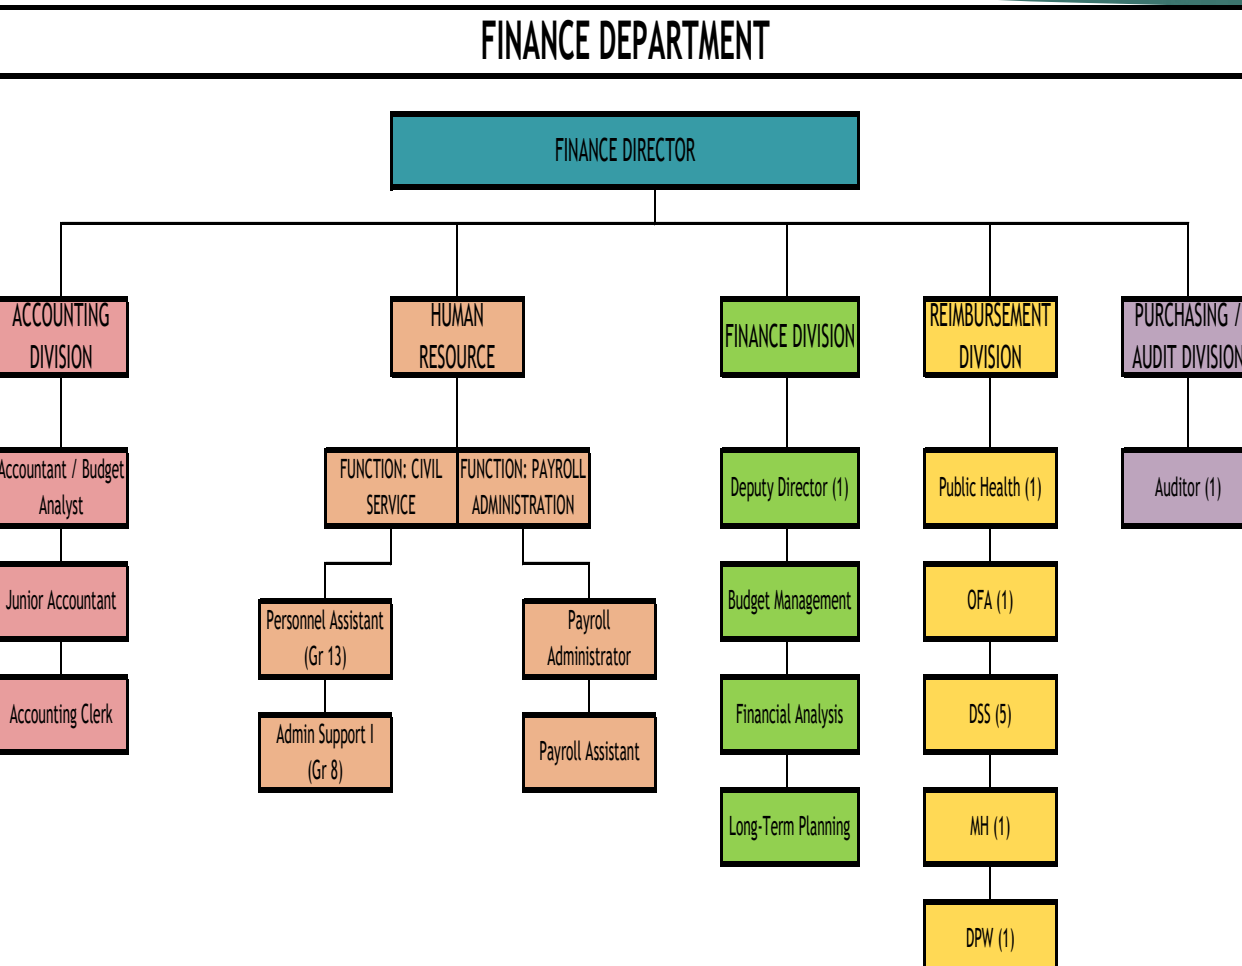 FINANCE DEPARTMENT
FINANCE DIRECTOR
ACCOUNTING
DIVISION
HUMAN
RESOURCE
FINANCE DIVISION
REIMBURSEMENT
DIVISION
PURCHASING /
AUDIT DIVISION
Accountant / Budget
Analyst
FUNCTION: CIVIL
SERVICE
FUNCTION: PAYROLL
ADMINISTRATION
Deputy Director (1)
Public Health (1)
Auditor (1)
Junior Accountant
Personnel Assistant
(Gr 13)
Payroll
Administrator
Budget Management
OFA (1)
Accounting Clerk
Admin Support I
(Gr 8)
Payroll Assistant
Financial Analysis
DSS (5)
Long-Term Planning
MH (1)
DPW (1)